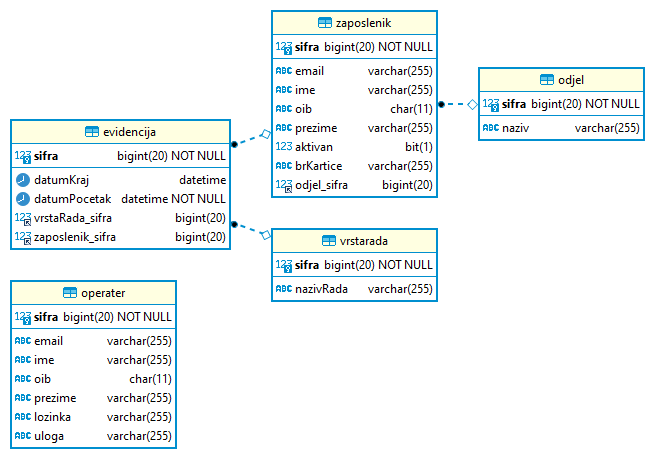 zaposlenik
123 sifra bigint(20) NOT NULL
ABC email varchar(255)
ABC ime varchar(255)
ABC oib char(11)
ABC prezime varchar(255)
123 aktivan bit(1)
ABC brKartice varchar(255)
123 odjel_sifra bigint(20)
odjel
123 sifra bigint(20) NOT NULL
ABC naziv varchar(255)
evidencija
123 sifra bigint(20) NOT NULL
datumKraj datetime
datumPocetak datetime NOT NULL
123 vrstaRada_sifra bigint(20)
123 zaposlenik_sifra bigint(20)
vrstarada
123 sifra bigint(20) NOT NULL
ABC nazivRada varchar(255)
operater
123 sifra bigint(20) NOT NULL
ABC email varchar(255)
ABC ime varchar(255)
ABC oib char(11)
ABC prezime varchar(255)
ABC lozinka varchar(255)
ABC uloga varchar(255)